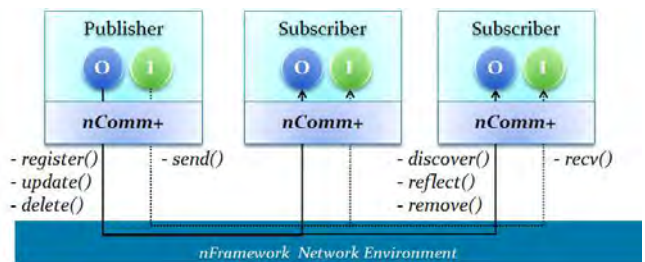 Publisher
Subscriber
Subscriber
O I
O I
O I
nComm+
nComm+
nComm+
- register()
- update()
- delete()
- send()
- discover()
- reflect()
- remove()
- recv()
nFramework Network Environment